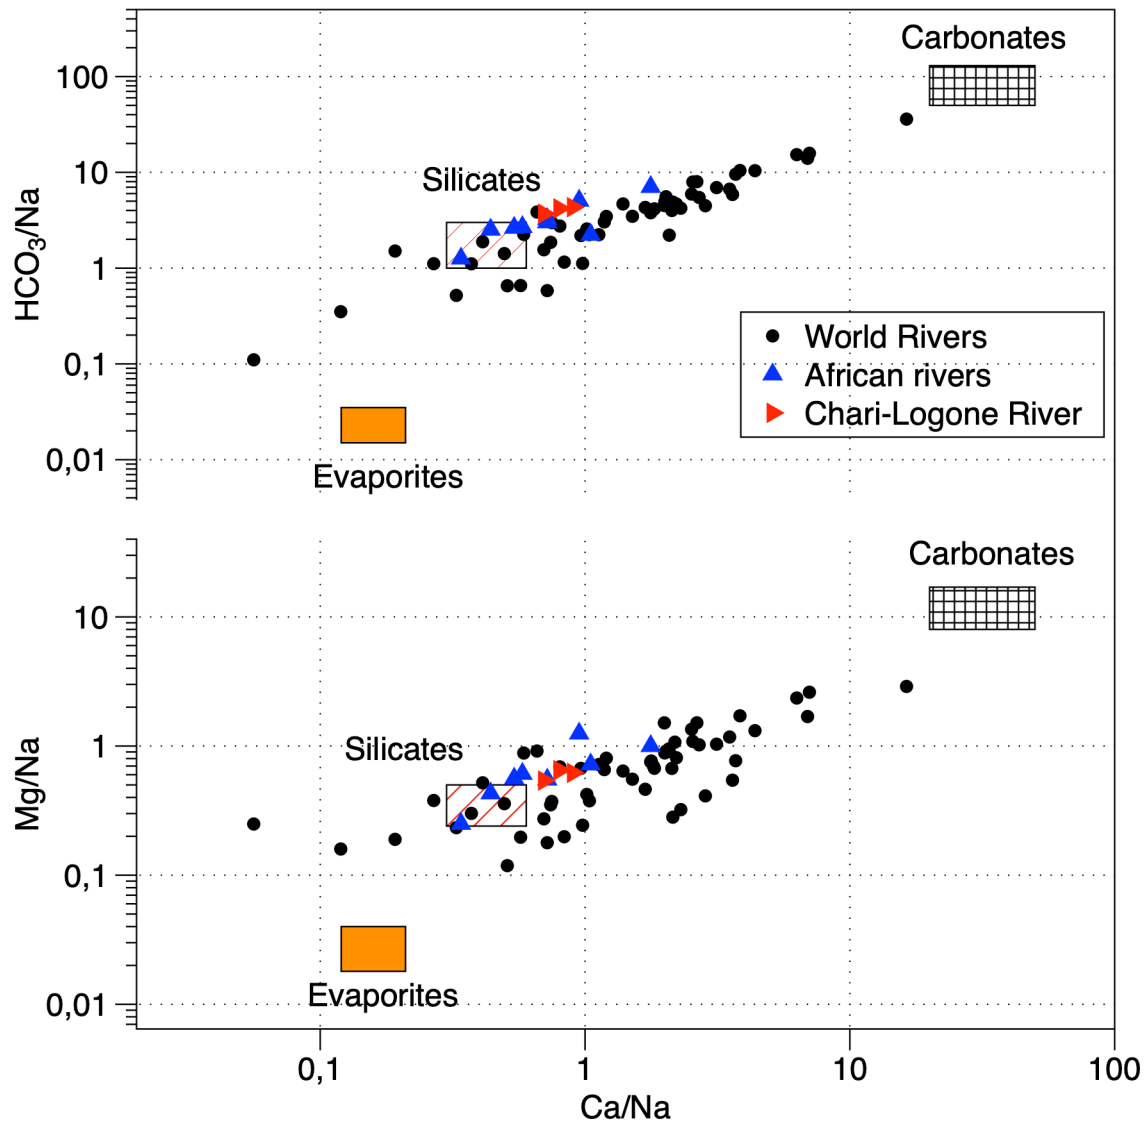 Carbonates
100
Silicates
10
1
HCO3/Na
World Rivers
African rivers
Chari-Logone River
0,1
0,01
Evaporites
Carbonates
10
Silicates
1
Mg/Na
0,1
0,01
Evaporites
0,1 1 10 100
Ca/Na